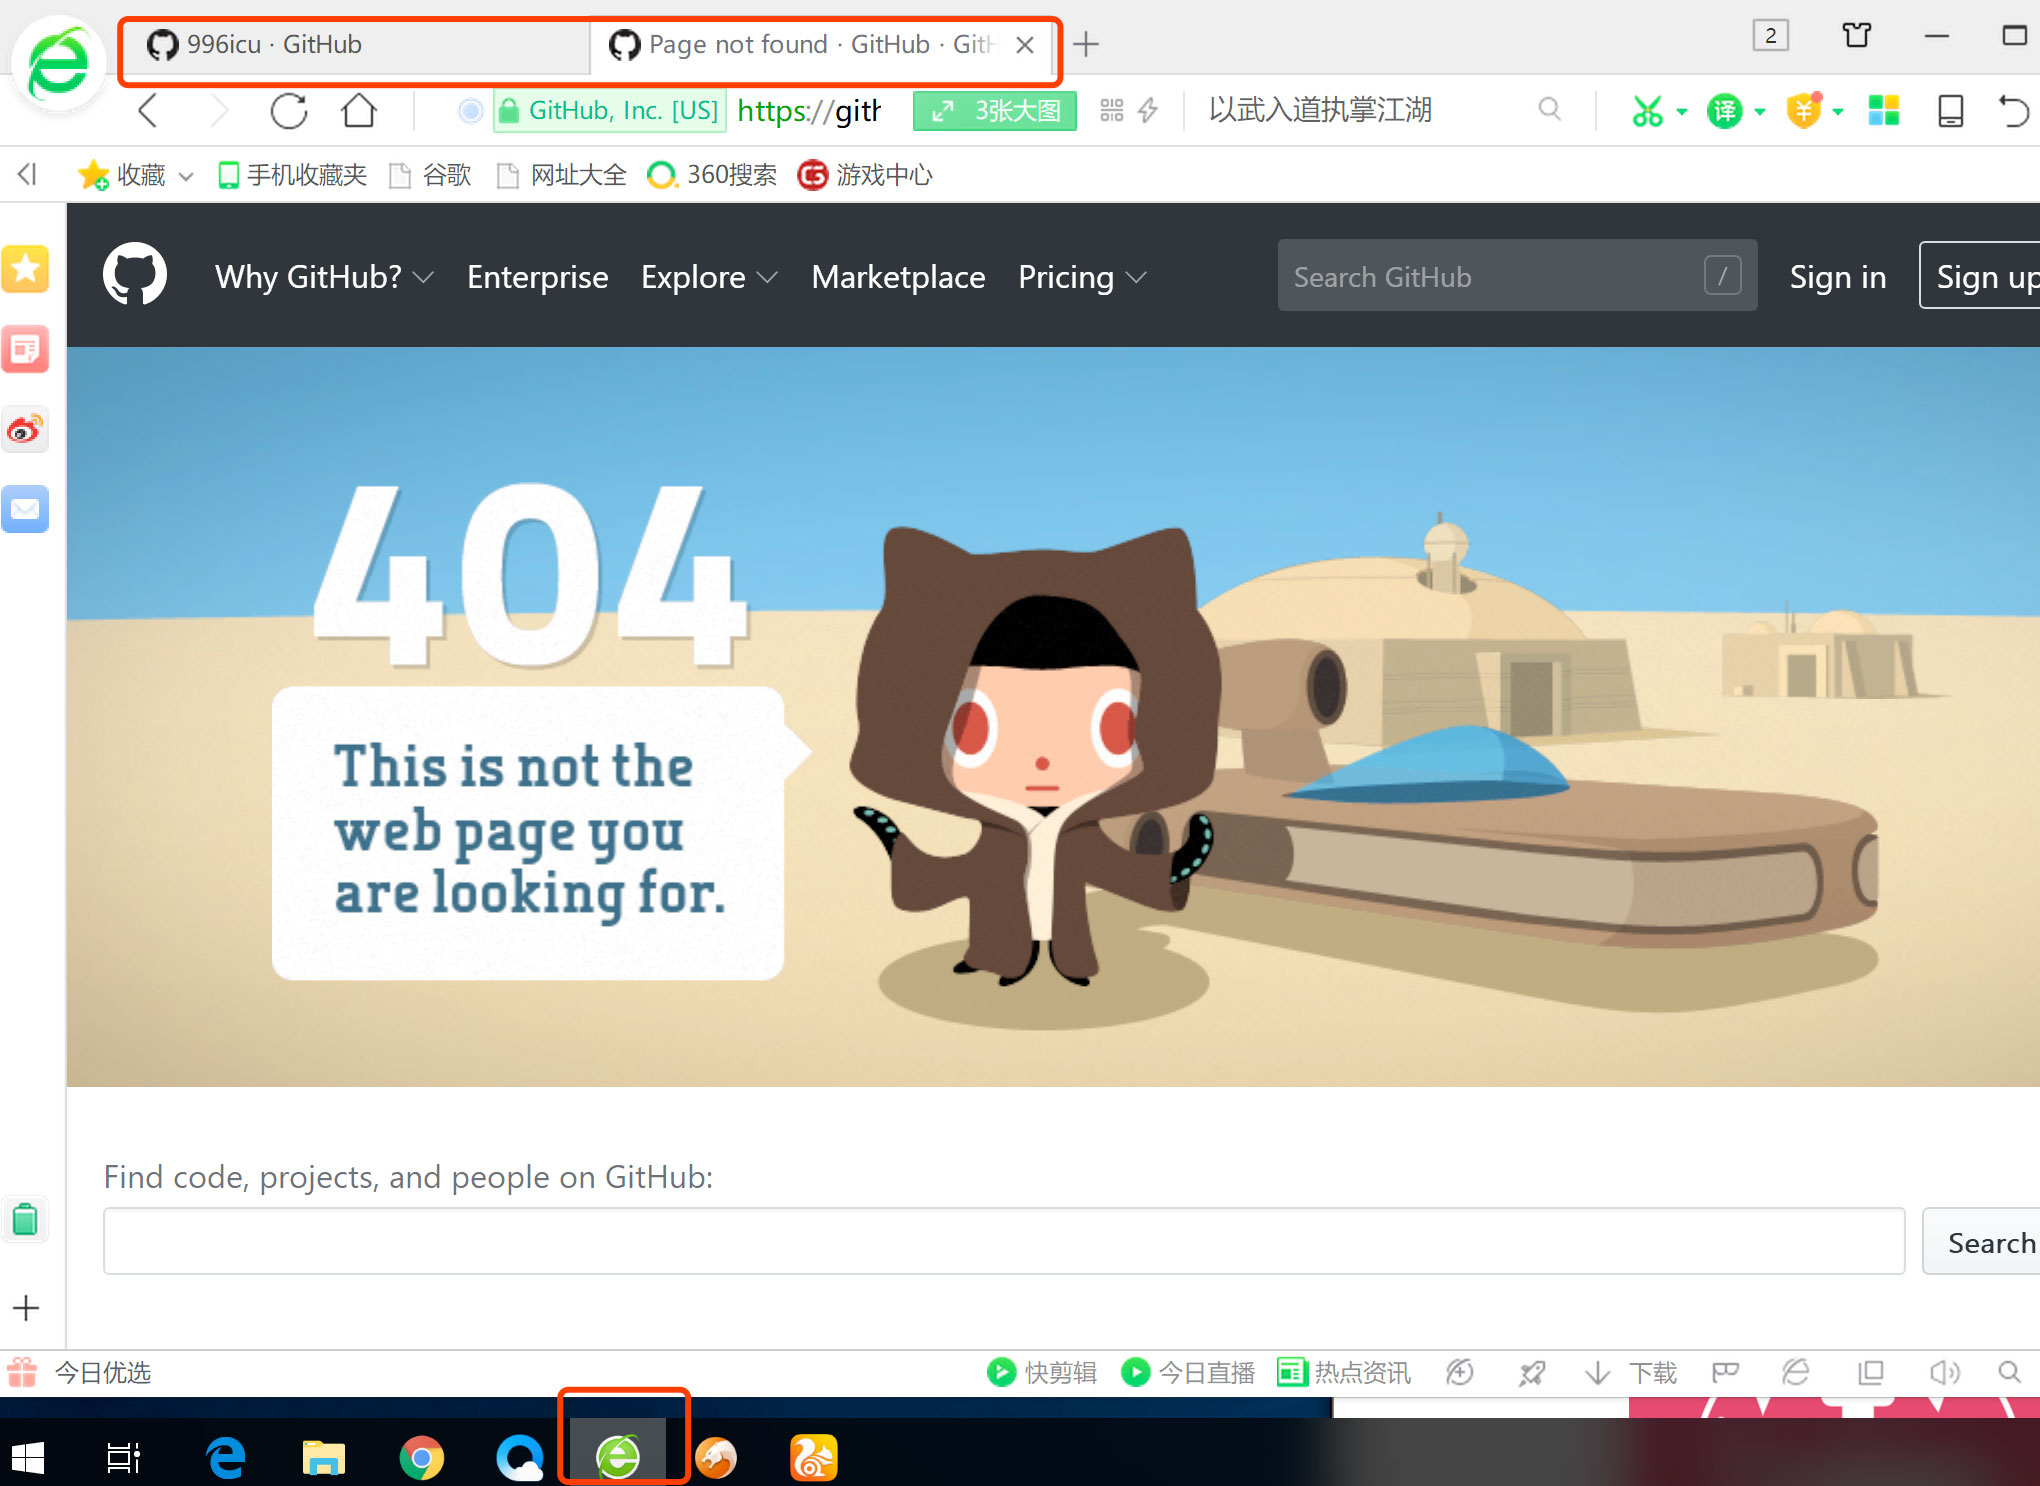 996icu · GitHub
Page not found · GitHub · GitH
2
GitHub, Inc. [US]
https://gith
3张大图
以武入道执掌江湖
译
收藏
手机收藏夹
谷歌
网址大全
360搜索
游戏中心
Why GitHub?
Enterprise
Explore
Marketplace
Pricing
Search GitHub
/
Sign in
Sign up
404
This is not the
web page you
are looking for.
Find code, projects, and people on GitHub:
Search
今日优选
快剪辑
今日直播
热点资讯
下载